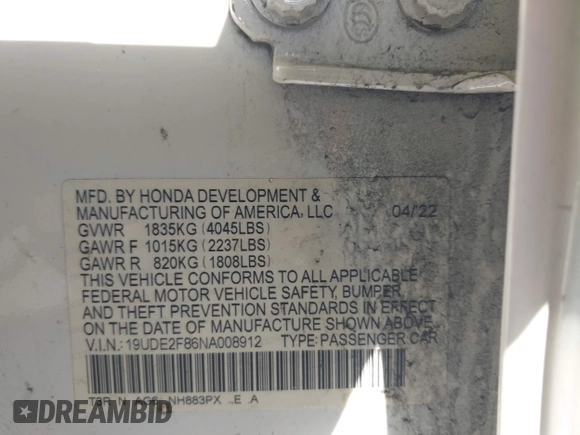 MFD. BY HONDA DEVELOPMENT &
MANUFACTURING OF AMERICA, LLC 04/22
GVWR 1835KG (4045LBS)
GAWR F 1015KG (2237LBS)
GAWR R 820KG (1808LBS)
THIS VEHICLE CONFORMS TO ALL APPLICABLE
FEDERAL MOTOR VEHICLE SAFETY, BUMPER
AND THEFT PREVENTION STANDARDS IN EFFECT
ON THE DATE OF MANUFACTURE SHOWN ABOVE.
V.I.N.: 19UDE2F86NA008912 TYPE: PASSENGER CAR
NH883PX
DREAMBID